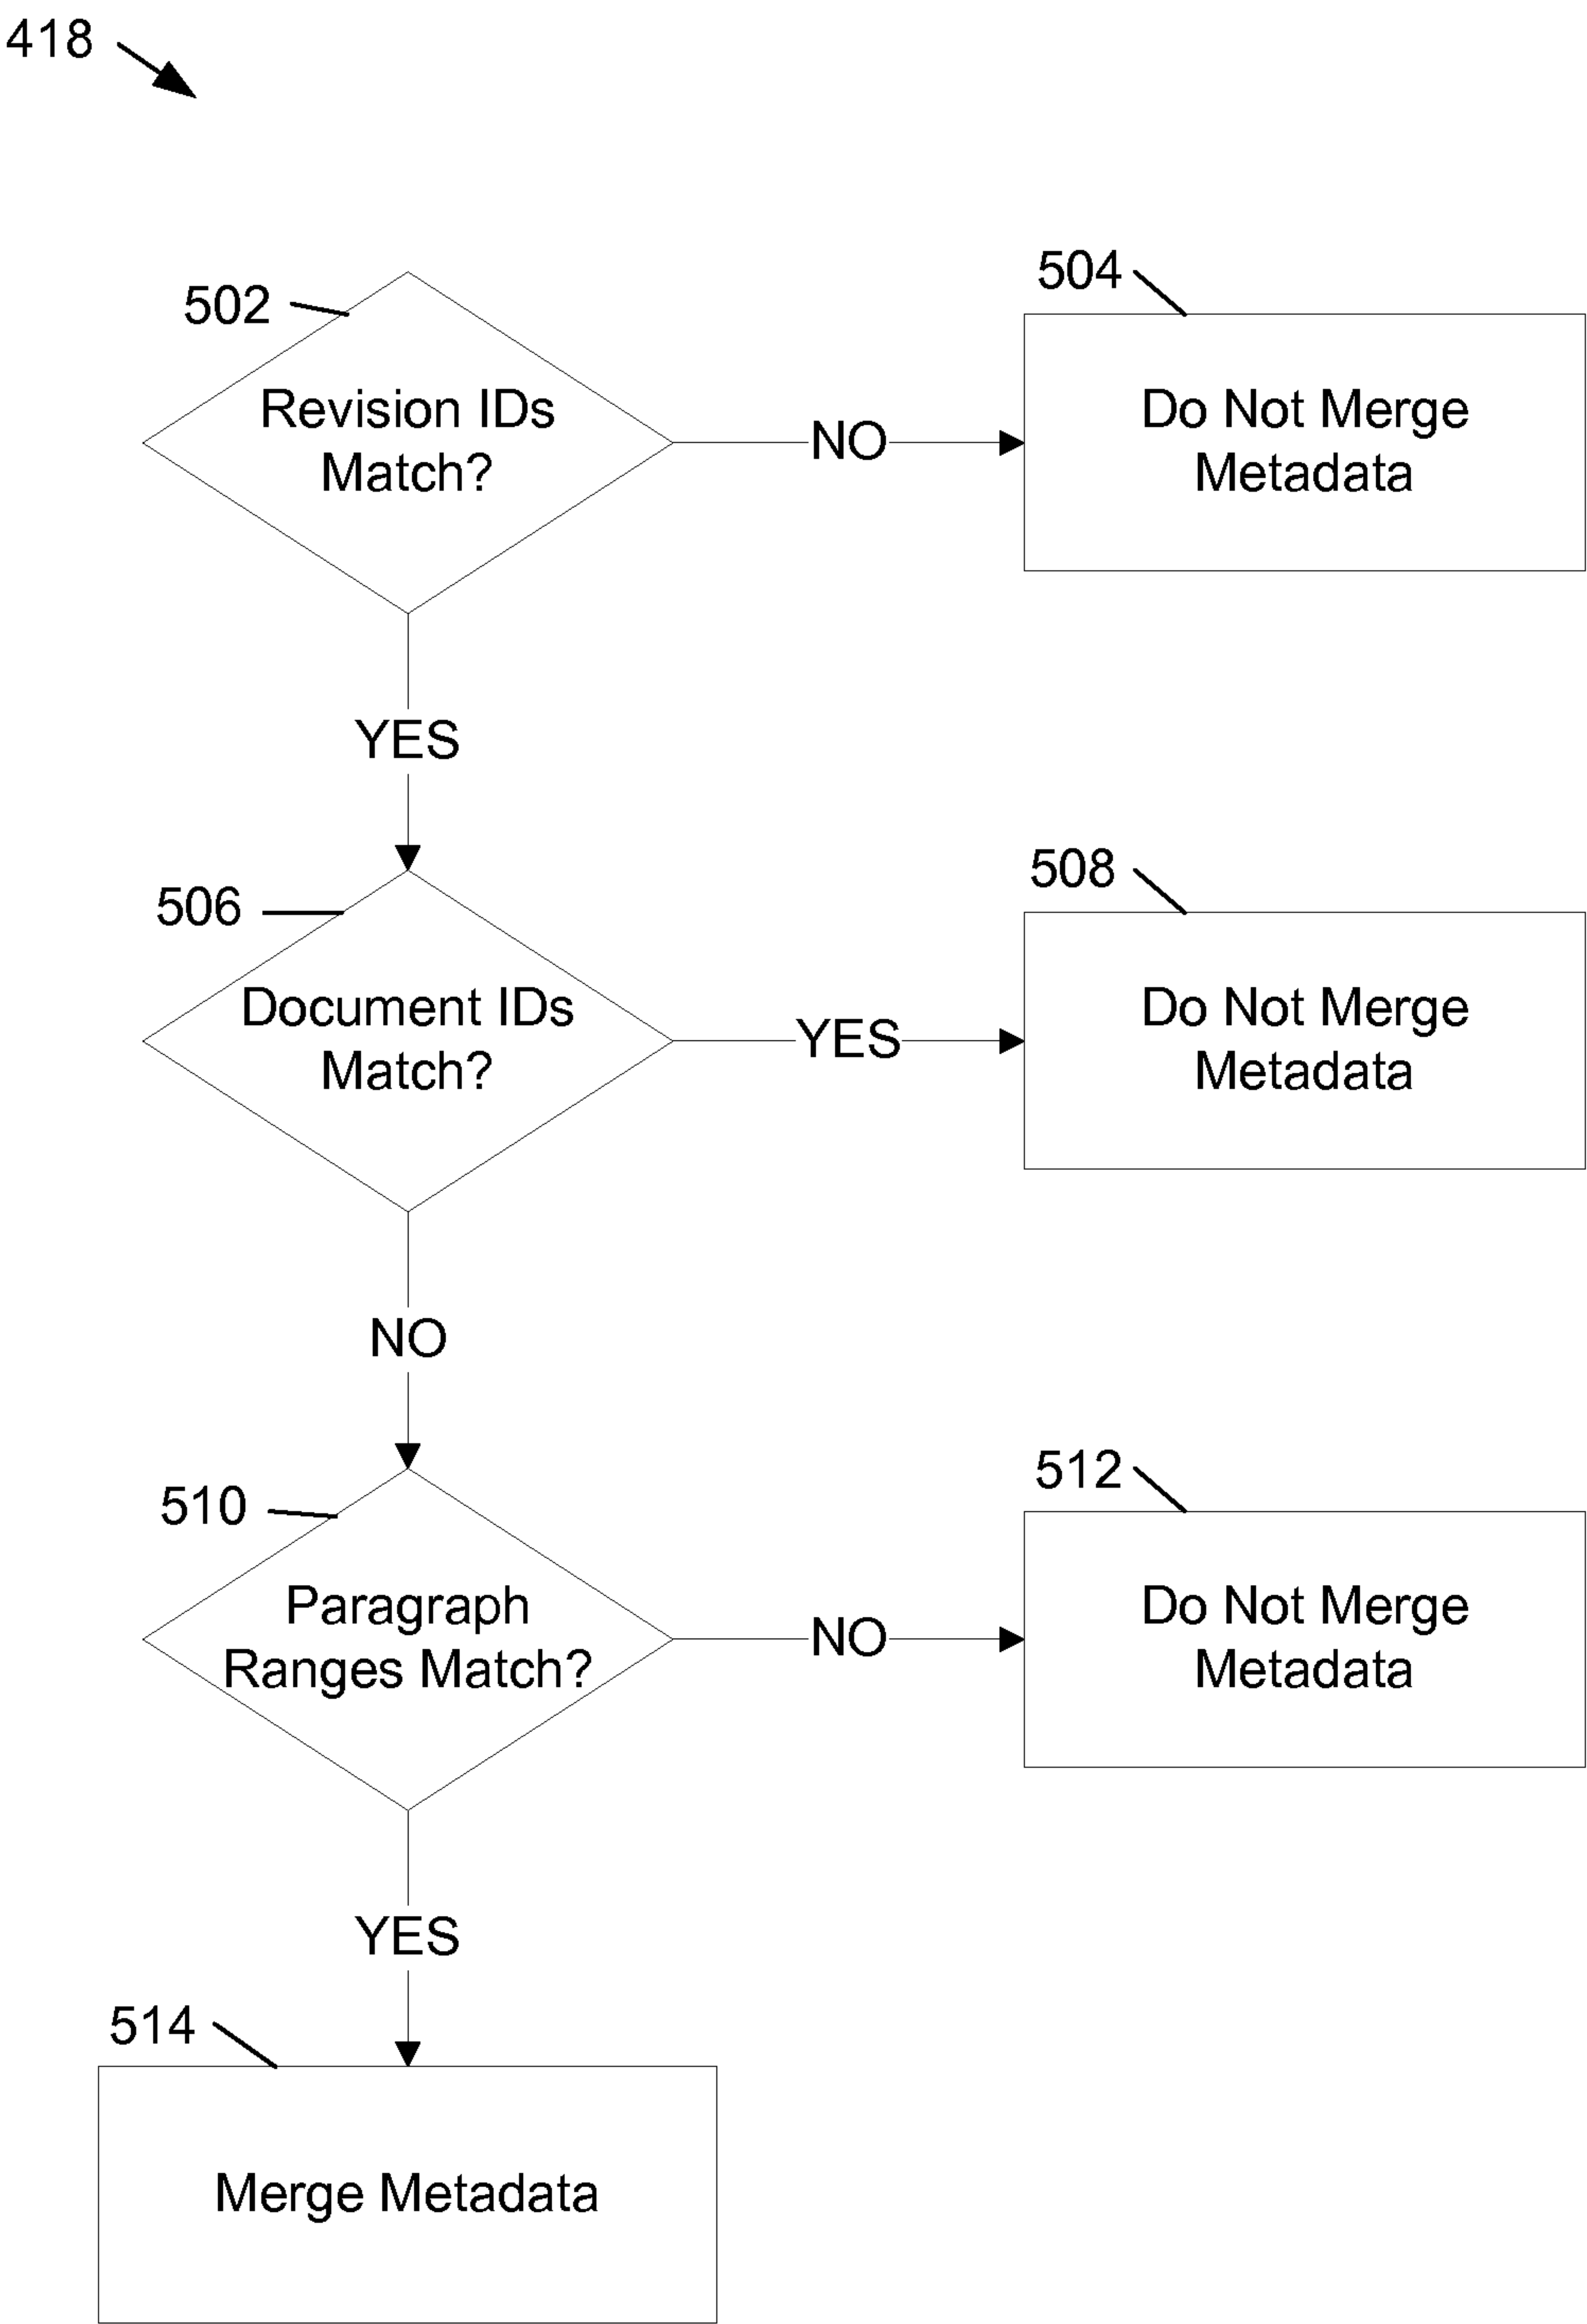 418
502
Revision IDs
Match?
NO
504
Do Not Merge
Metadata
YES
506
Document IDs
Match?
YES
508
Do Not Merge
Metadata
NO
510
Paragraph
Ranges Match?
NO
512
Do Not Merge
Metadata
YES
514
Merge Metadata